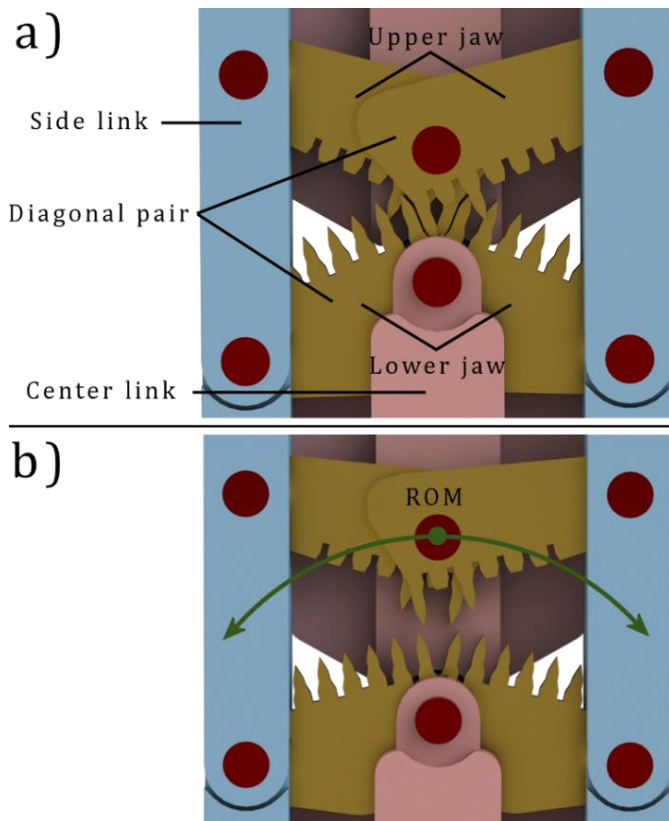 a)
Upper jaw
Side link
Diagonal pair
Lower jaw
Center link
b)
ROM